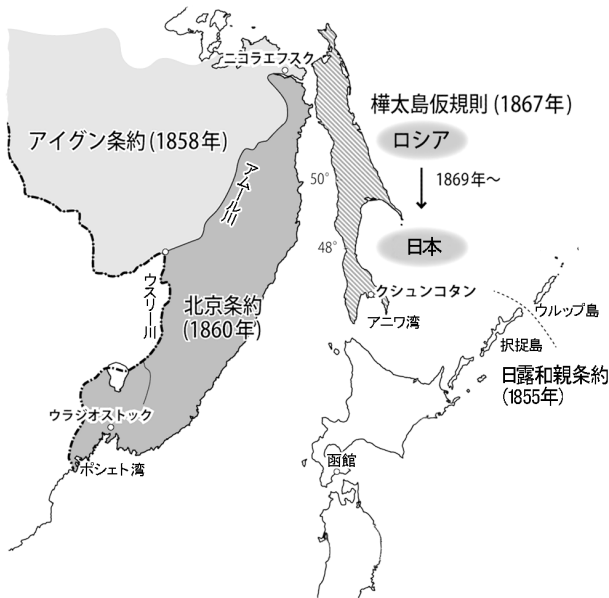 ニコラエフスク
樺太島仮規則 (1867年)
ロシア
アイグン条約 (1858年)
アムール川
50°
1869年〜
日本
48°
ウスリー川
北京条約
(1860年)
クシュンコタン
アニワ湾
ウルップ島
択捉島
日露和親条約
(1855年)
ウラジオストック
ポシェト湾
函館